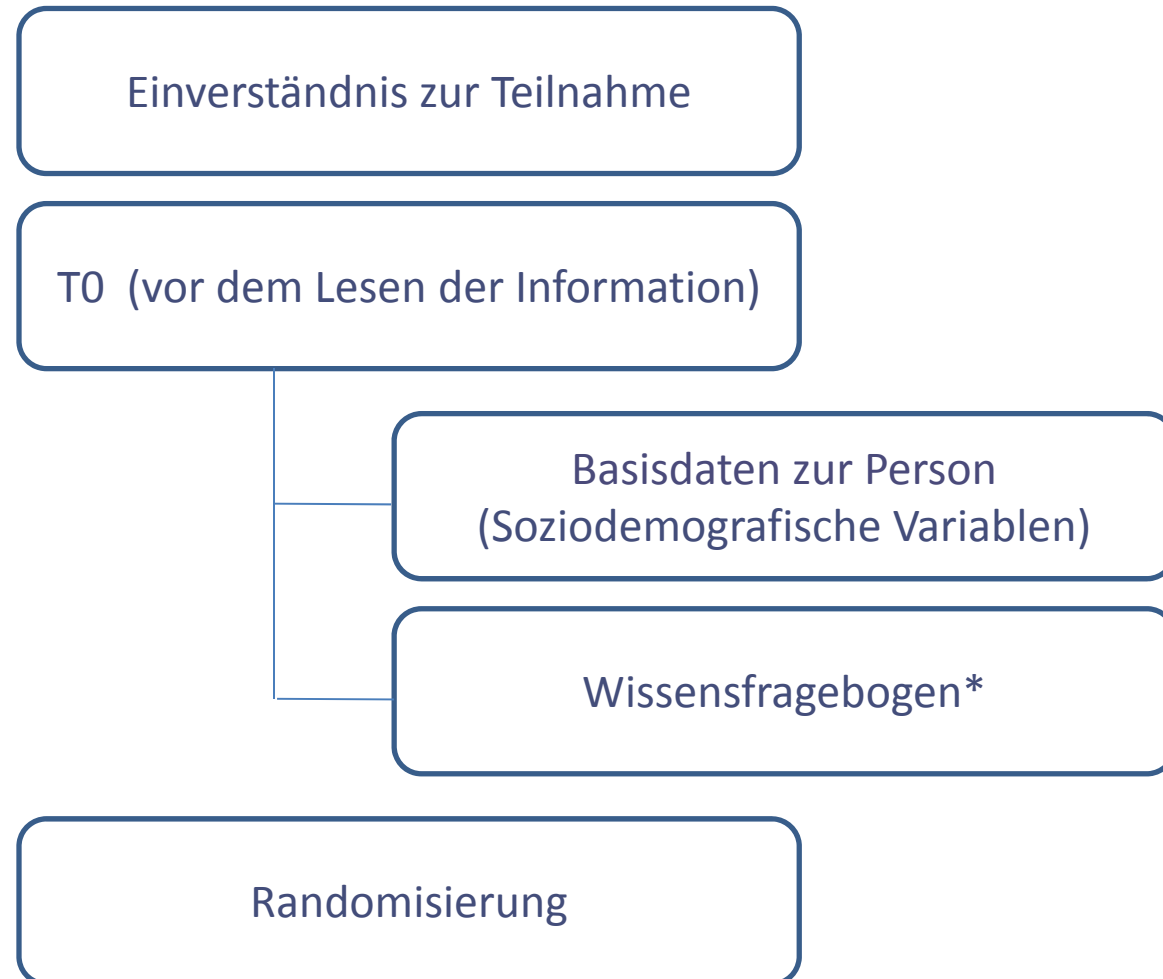 Einverständnis zur Teilnahme
T0 (vor dem Lesen der Information)
Basisdaten zur Person
(Soziodemografische Variablen)
Wissensfragebogen*
Randomisierung